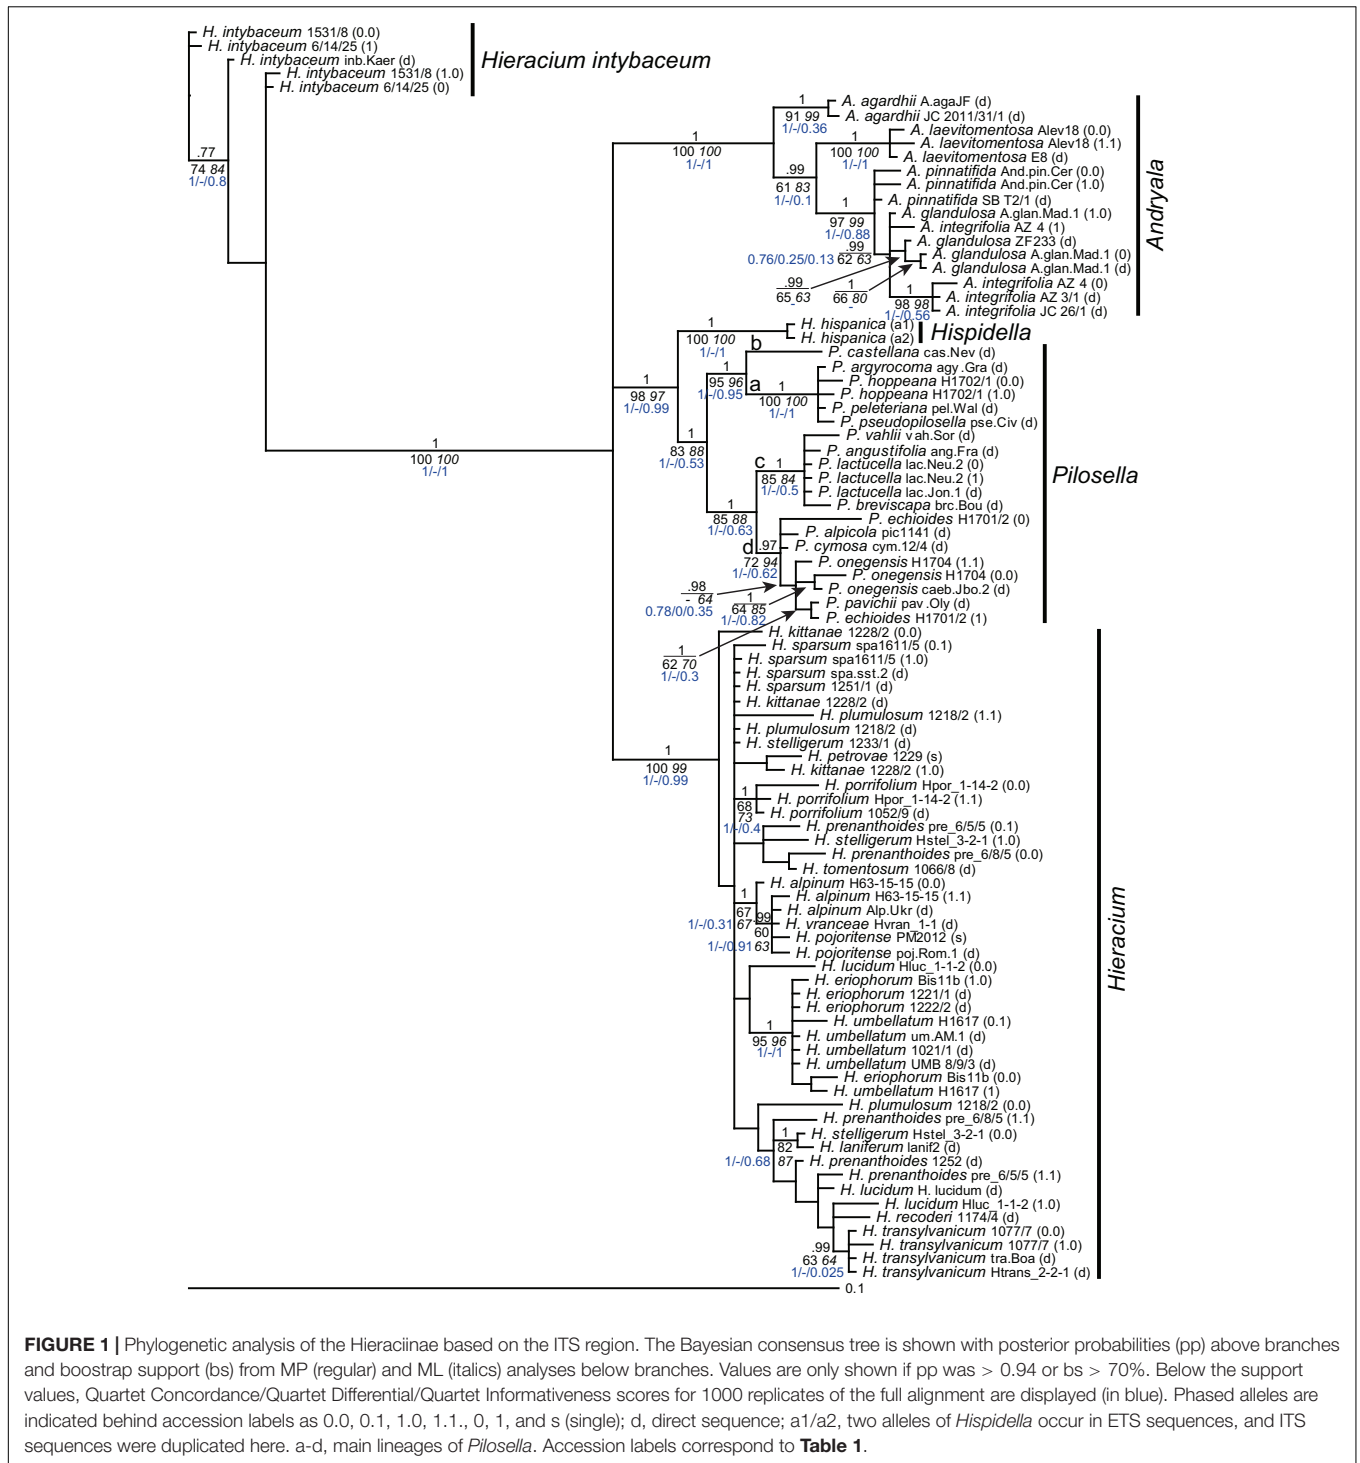 H. intybaceum 1531/8 (0.0)
H. intybaceum 6/14/25 (1)
H. intybaceum inb.Kaer (d)
H. intybaceum 1531/8 (1.0)
H. intybaceum 6/14/25 (0)
Hieracium intybaceum
.77
74 84
1/-/0.8
1
100 100
1/-/1
1
100 100
1/-/1
1
91 99
1/-/0.36
A. agardhii A.agaJF (d)
A. agardhii JC 2011/31/1 (d)
.99
61 83
1/-/0.1
1
100 100
1/-/1
A. laevitomentosa Alev18 (0.0)
A. laevitomentosa Alev18 (1.1)
A. laevitomentosa E8 (d)
1
97 99
1/-/0.88
A. pinnatifida And.pin.Cer (0.0)
A. pinnatifida And.pin.Cer (1.0)
A. pinnatifida SB T2/1 (d)
A. glandulosa A.glan.Mad.1 (1.0)
A. integrifolia AZ 4 (1)
A. glandulosa ZF233 (d)
A. glandulosa A.glan.Mad.1 (0)
A. glandulosa A.glan.Mad.1 (d)
.99
0.76/0.25/0.13 62 63
.99
65 63
-
1
66 80
-
1
98 98
1/-/0.56
A. integrifolia AZ 4 (0)
A. integrifolia AZ 3/1 (d)
A. integrifolia JC 26/1 (d)
Andryala
1
98 97
1/-/0.99
1
100 100
1/-/1
H. hispanica (a1)
H. hispanica (a2)
Hispidella
1
83 88
1/-/0.53
1
95 96
1/-/0.95
b
P. castellana cas.Nev (d)
a
1
100 100
1/-/1
P. argyrocoma agy.Gra (d)
P. hoppeana H1702/1 (0.0)
P. hoppeana H1702/1 (1.0)
P. peleteriana pel.Wal (d)
P. pseudopilosella pse.Civ (d)
1
85 88
1/-/0.63
c
1
85 84
1/-/0.5
P. vahlii vah.Sor (d)
P. angustifolia ang.Fra (d)
P. lactucella lac.Neu.2 (0)
P. lactucella lac.Neu.2 (1)
P. lactucella lac.Jon.1 (d)
P. breviscapa brc.Bou (d)
d
.97
72 94
1/-/0.62
P. echioides H1701/2 (0)
P. alpicola pic1141 (d)
P. cymosa cym.12/4 (d)
P. onegensis H1704 (1.1)
P. onegensis H1704 (0.0)
P. onegensis caeb.Jbo.2 (d)
P. pavichii pav.Oly (d)
P. echioides H1701/2 (1)
.98
- 64
0.78/0/0.35
1
64 85
1/-/0.82
1
62 70
1/-/0.3
Pilosella
1
100 99
1/-/0.99
H. kittanae 1228/2 (0.0)
H. sparsum spa1611/5 (0.1)
H. sparsum spa1611/5 (1.0)
H. sparsum spa.sst.2 (d)
H. sparsum 1251/1 (d)
H. kittanae 1228/2 (d)
H. plumulosum 1218/2 (1.1)
H. plumulosum 1218/2 (d)
H. stelligerum 1233/1 (d)
H. petrovae 1229 (s)
H. kittanae 1228/2 (1.0)
1
68
73
1/-/0.4
H. porrifolium Hpor_1-14-2 (0.0)
H. porrifolium Hpor_1-14-2 (1.1)
H. porrifolium 1052/9 (d)
H. prenanthoides pre_6/5/5 (0.1)
H. stelligerum Hstel_3-2-1 (1.0)
H. prenanthoides pre_6/8/5 (0.0)
H. tomentosum 1066/8 (d)
1
67
1/-/0.31 67
.99
60
1/-/0.91 63
H. alpinum H63-15-15 (0.0)
H. alpinum H63-15-15 (1.1)
H. alpinum Alp.Ukr (d)
H. vranceae Hvran_1-1 (d)
H. pojoritense PM2012 (s)
H. pojoritense poj.Rom.1 (d)
H. lucidum Hluc_1-1-2 (0.0)
1
95 96
1/-/1
H. eriophorum Bis11b (1.0)
H. eriophorum 1221/1 (d)
H. eriophorum 1222/2 (d)
H. umbellatum H1617 (0.1)
H. umbellatum um.AM.1 (d)
H. umbellatum 1021/1 (d)
H. umbellatum UMB 8/9/3 (d)
H. eriophorum Bis11b (0.0)
H. umbellatum H1617 (1)
H. plumulosum 1218/2 (0.0)
H. prenanthoides pre_6/8/5 (1.1)
1
82
1/-/0.68 87
H. stelligerum Hstel_3-2-1 (0.0)
H. laniferum lanif2 (d)
H. prenanthoides 1252 (d)
H. prenanthoides pre_6/5/5 (1.1)
H. lucidum H. lucidum (d)
H. lucidum Hluc_1-1-2 (1.0)
H. recoderi 1174/4 (d)
.99
63 64
1/-/0.025
H. transylvanicum 1077/7 (0.0)
H. transylvanicum 1077/7 (1.0)
H. transylvanicum tra.Boa (d)
H. transylvanicum Htrans_2-2-1 (d)
Hieracium
0.1
FIGURE 1 | Phylogenetic analysis of the Hieraciinae based on the ITS region. The Bayesian consensus tree is shown with posterior probabilities (pp) above branches
and boostrap support (bs) from MP (regular) and ML (italics) analyses below branches. Values are only shown if pp was > 0.94 or bs > 70%. Below the support
values, Quartet Concordance/Quartet Differential/Quartet Informativeness scores for 1000 replicates of the full alignment are displayed (in blue). Phased alleles are
indicated behind accession labels as 0.0, 0.1, 1.0, 1.1., 0, 1, and s (single); d, direct sequence; a1/a2, two alleles of Hispidella occur in ETS sequences, and ITS
sequences were duplicated here. a-d, main lineages of Pilosella. Accession labels correspond to Table 1.